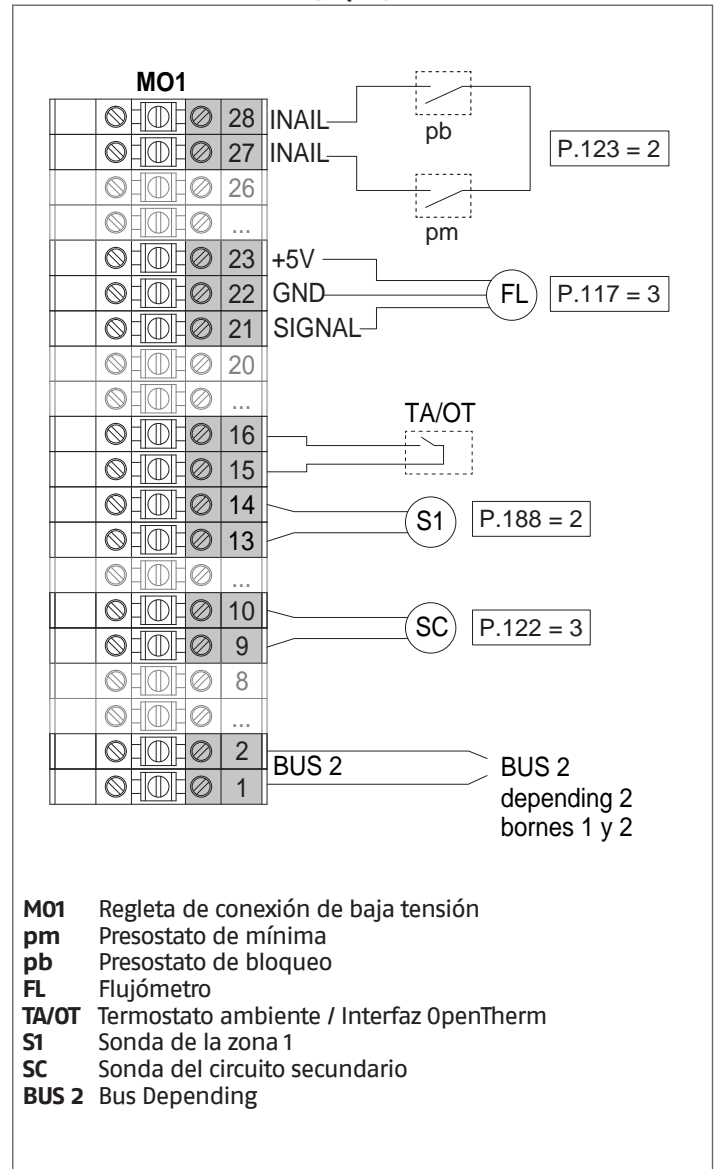 MO1
28 INAIL
pb
27 INAIL
P.123 = 2
26
pm
...
23 +5V
22 GND FL P.117 = 3
21 SIGNAL
20
...
TA/OT
16
15
14
S1 P.188 = 2
13
...
10
SC P.122 = 3
9
8
...
2
BUS 2 BUS 2
1
depending 2
bornes 1 y 2
M01 Regleta de conexión de baja tensión
pm Presostato de mínima
pb Presostato de bloqueo
FL Flujómetro
TA/OT Termostato ambiente / Interfaz OpenTherm
S1 Sonda de la zona 1
SC Sonda del circuito secundario
BUS 2 Bus Depending